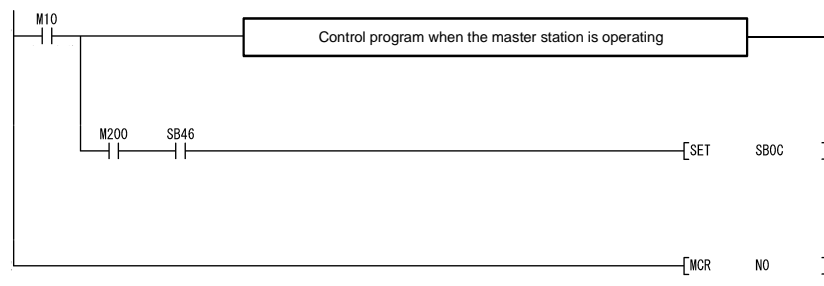 M10
Control program when the master station is operating
M200 SB46
SET SB0C
MCR N0